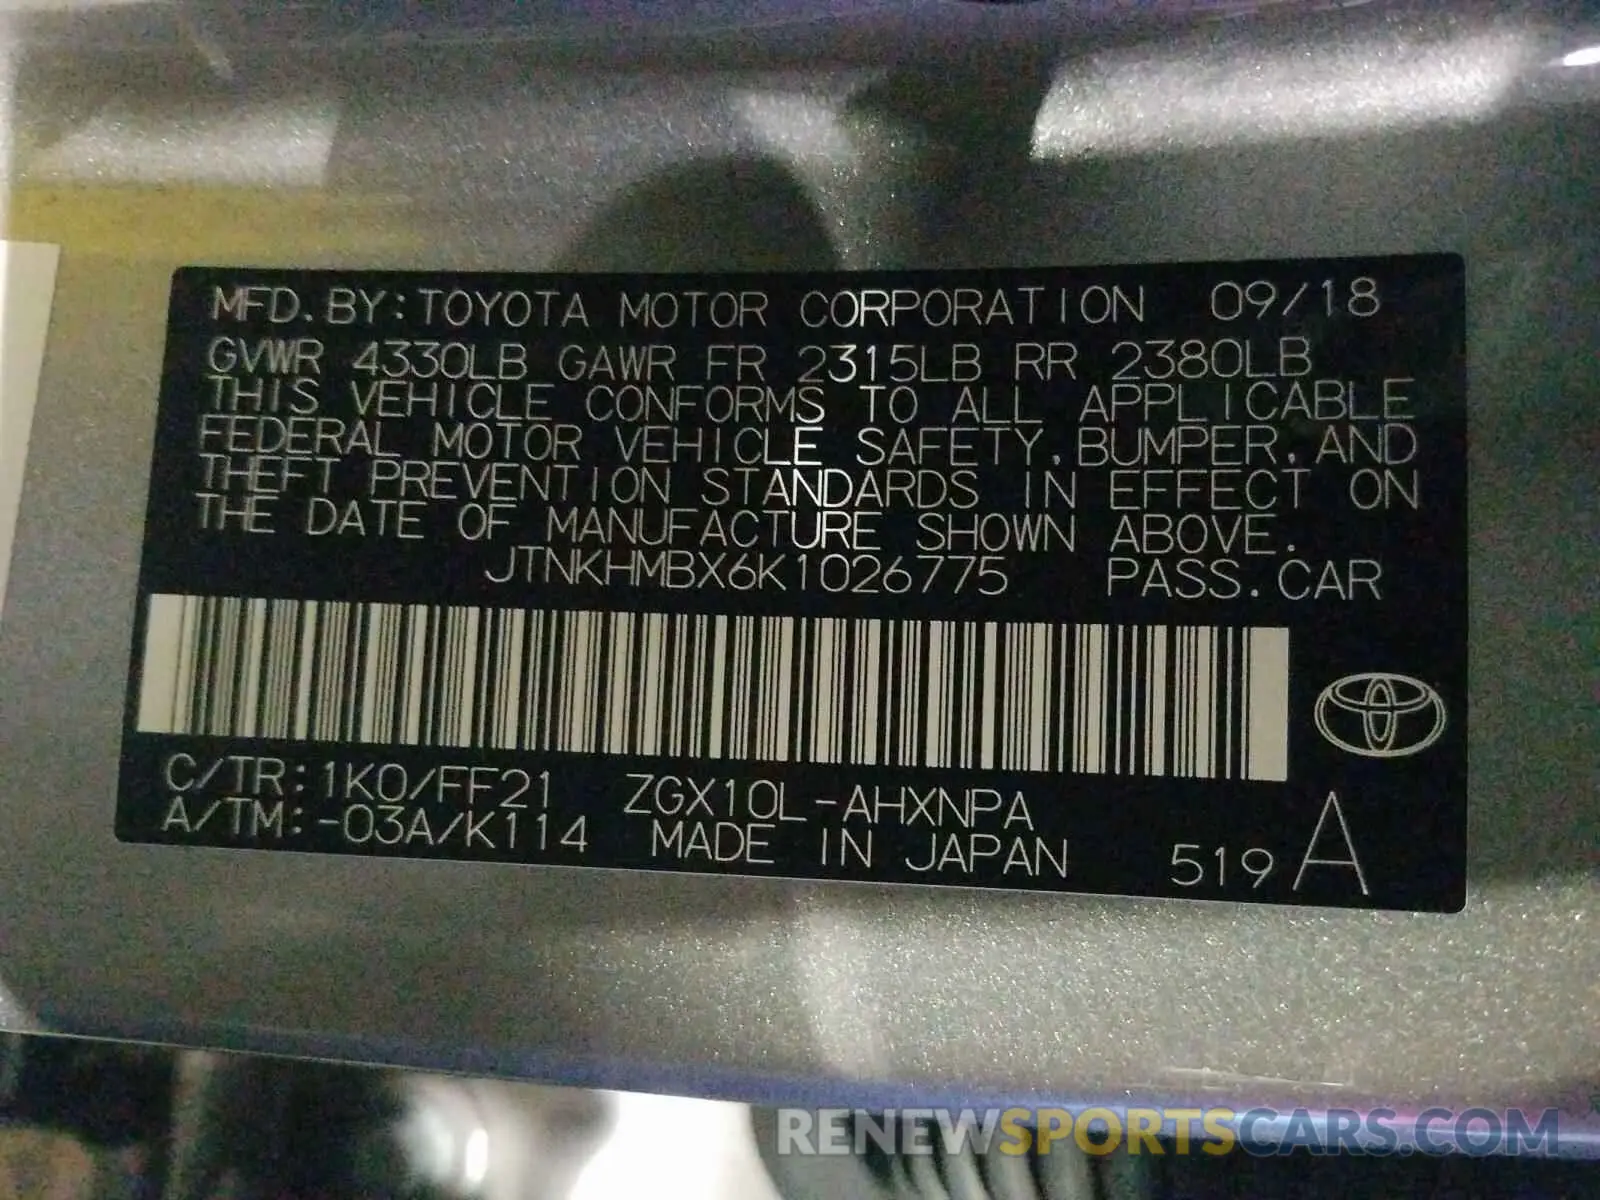 MFD. BY: TOYOTA MOTOR CORPORATION 09/18
GVWR 4330LB GAWR FR 2315LB RR 2380LB
THIS VEHICLE CONFORMS TO ALL APPLICABLE
FEDERAL MOTOR VEHICLE SAFETY, BUMPER, AND
THEFT PREVENTION STANDARDS IN EFFECT ON
THE DATE OF MANUFACTURE SHOWN ABOVE.
JTNKHMBX6K1026775 PASS. CAR
C/TR: 1K0/FF21 ZGX10L-AHXNPA
A/TM: -03A/K114 MADE IN JAPAN 519 A
RENEWSPORTSCARS.COM